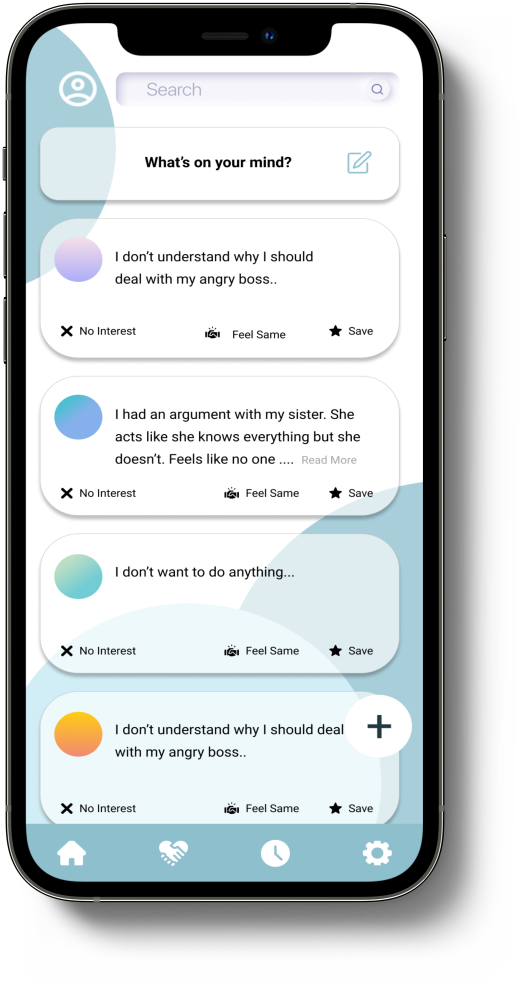 Search
What's on your mind?
I don't understand why I should
deal with my angry boss..
No Interest
Feel Same
Save
I had an argument with my sister. She
acts like she knows everything but she
doesn't. Feels like no one .... Read More
No Interest
Feel Same
Save
I don't want to do anything...
No Interest
Feel Same
Save
I don't understand why I should deal
with my angry boss..
No Interest
Feel Same
Save